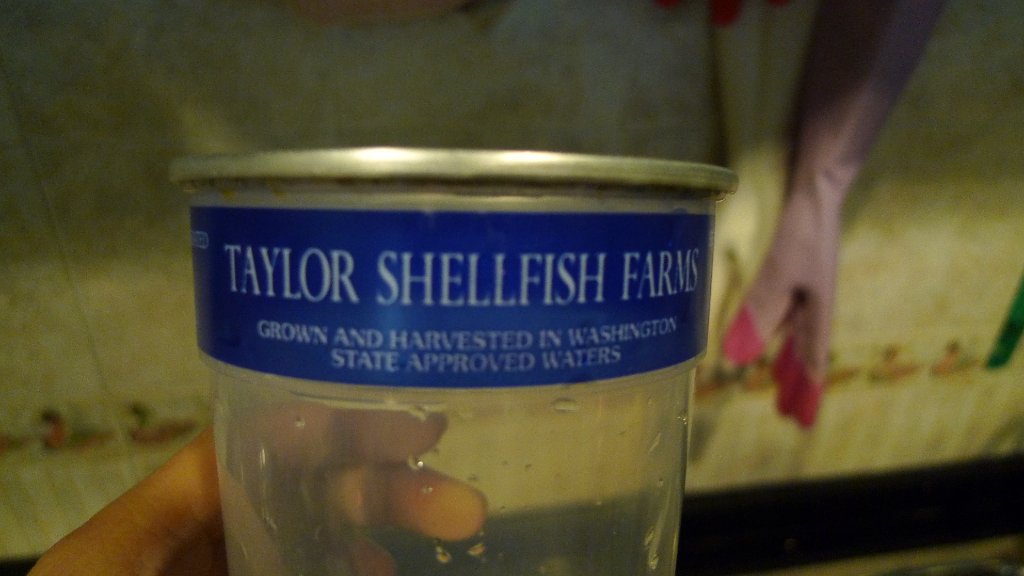 TAYLOR SHELLFISH FARMS
GROWN AND HARVESTED IN WASHINGTON
STATE APPROVED WATERS